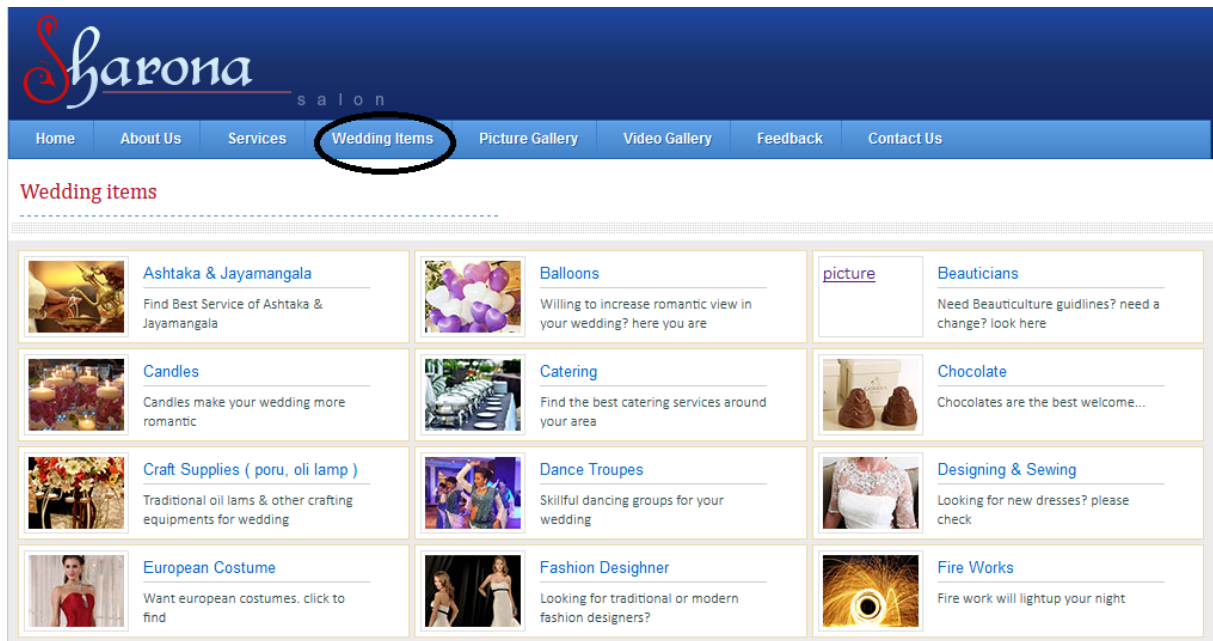 Sharona
salon
Home About Us Services Wedding Items Picture Gallery Video Gallery Feedback Contact Us
Wedding items
Ashtaka & Jayamangala
Find Best Service of Ashtaka &
Jayamangala
Balloons
Willing to increase romantic view in
your wedding? here you are
picture
Beauticians
Need Beauticulture guidlines? need a
change? look here
Candles
Candles make your wedding more
romantic
Catering
Find the best catering services around
your area
Chocolate
Chocolates are the best welcome...
Craft Supplies ( poru, oli lamp )
Traditional oil lams & other crafting
equipments for wedding
Dance Troupes
Skillful dancing groups for your
wedding
Designing & Sewing
Looking for new dresses? please
check
European Costume
Want european costumes. click to
find
Fashion Desighner
Looking for traditional or modern
fashion designers?
Fire Works
Fire work will lightup your night